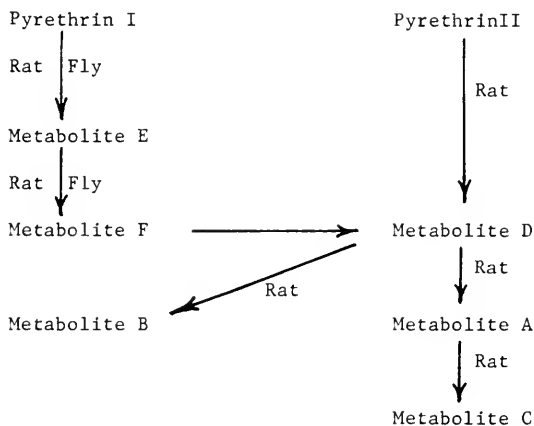 Pyrethrin I
PyrethrinII
Rat Fly
Rat
Metabolite E
Rat Fly
Metabolite F
Metabolite D
Rat
Rat
Metabolite B
Metabolite A
Rat
Metabolite C